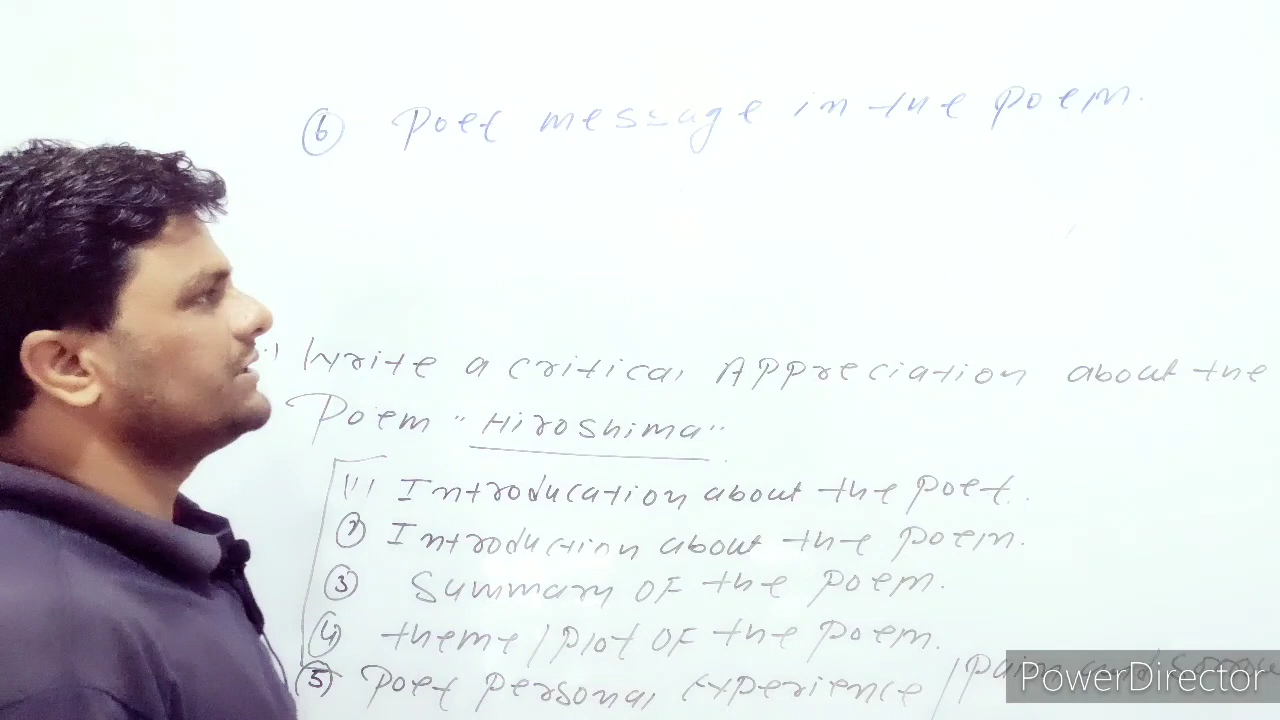 6 Poet message in the poem.
Write a critical Appreciation about the
Poem "Hiroshima".
(1) Introducation about the poet.
2 Introduction about the poem.
3 Summary OF the poem.
(4) theme/plot OF the poem.
(5) Poet personal experience /
PowerDirector